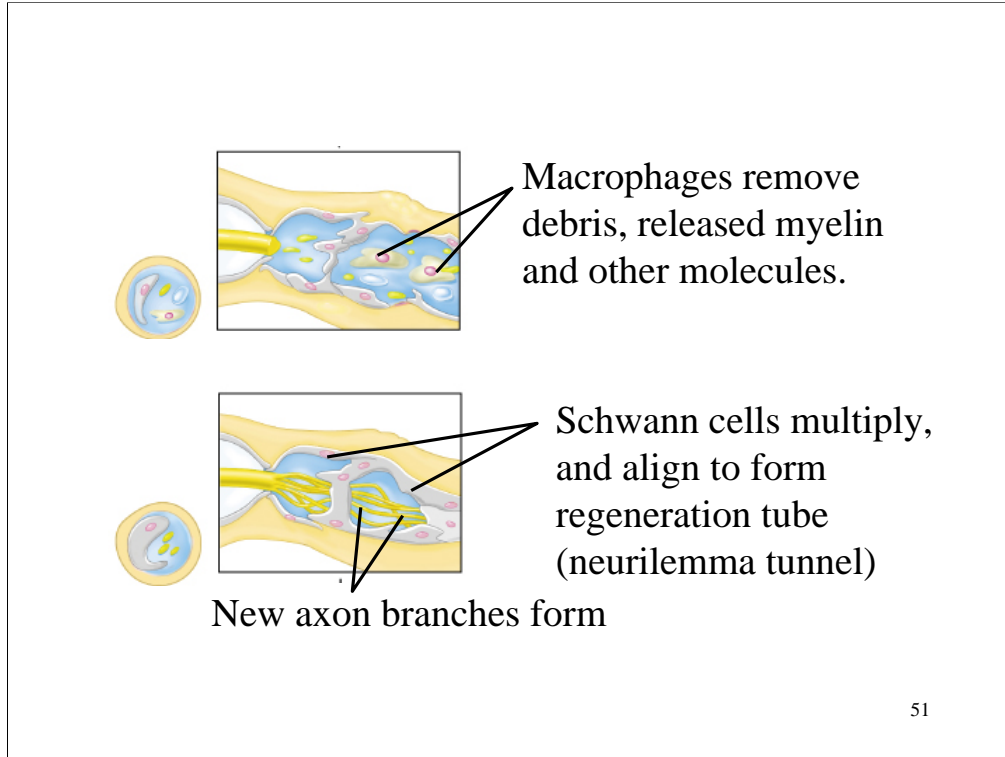 Macrophages remove
debris, released myelin
and other molecules.
Schwann cells multiply,
and align to form
regeneration tube
(neurilemma tunnel)
New axon branches form
51